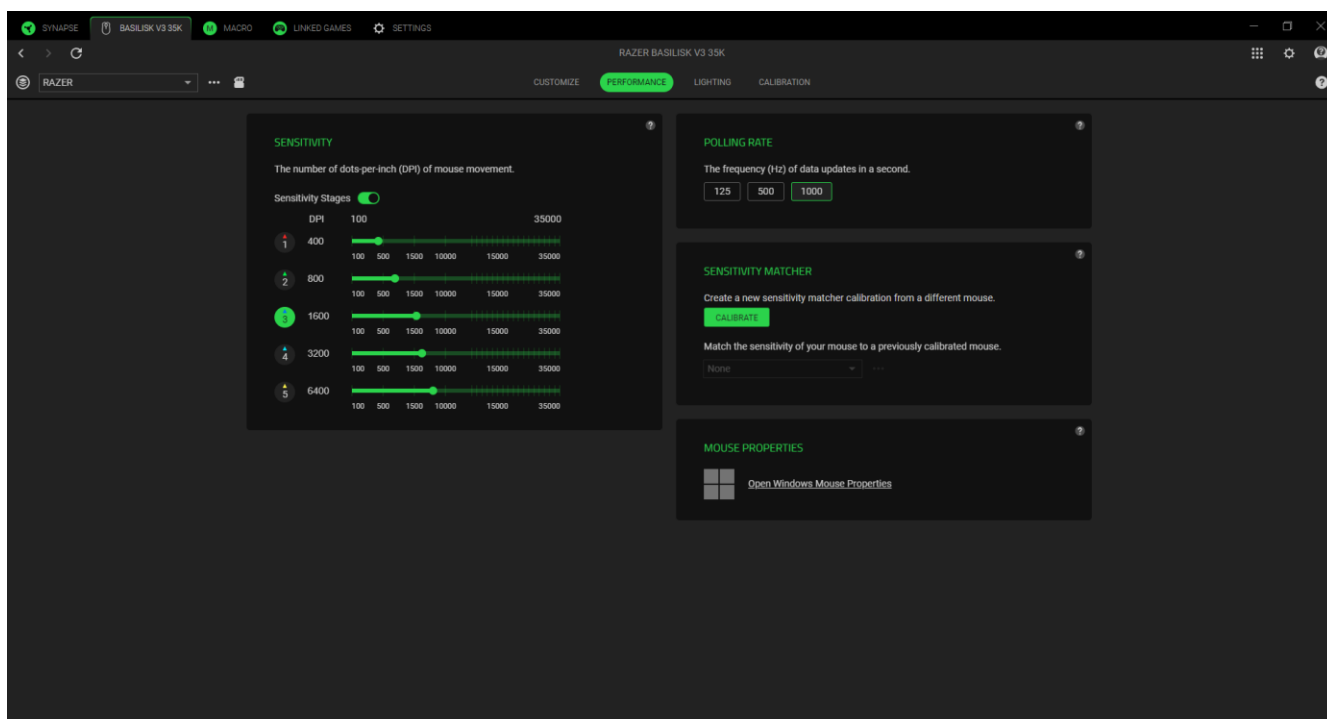 SYNAPSE BASILISK V3 35K M MACRO LINKED GAMES SETTINGS
RAZER BASILISK V3 35K
RAZER CUSTOMIZE PERFORMANCE LIGHTING CALIBRATION ?
SENSITIVITY ?
The number of dots-per-inch (DPI) of mouse movement.
Sensitivity Stages
DPI 100 35000
1 400
100 500 1500 10000 15000 35000
2 800
100 500 1500 10000 15000 35000
3 1600
100 500 1500 10000 15000 35000
4 3200
100 500 1500 10000 15000 35000
5 6400
100 500 1500 10000 15000 35000
POLLING RATE ?
The frequency (Hz) of data updates in a second.
125 500 1000
SENSITIVITY MATCHER ?
Create a new sensitivity matcher calibration from a different mouse.
CALIBRATE
Match the sensitivity of your mouse to a previously calibrated mouse.
None
MOUSE PROPERTIES ?
Open Windows Mouse Properties